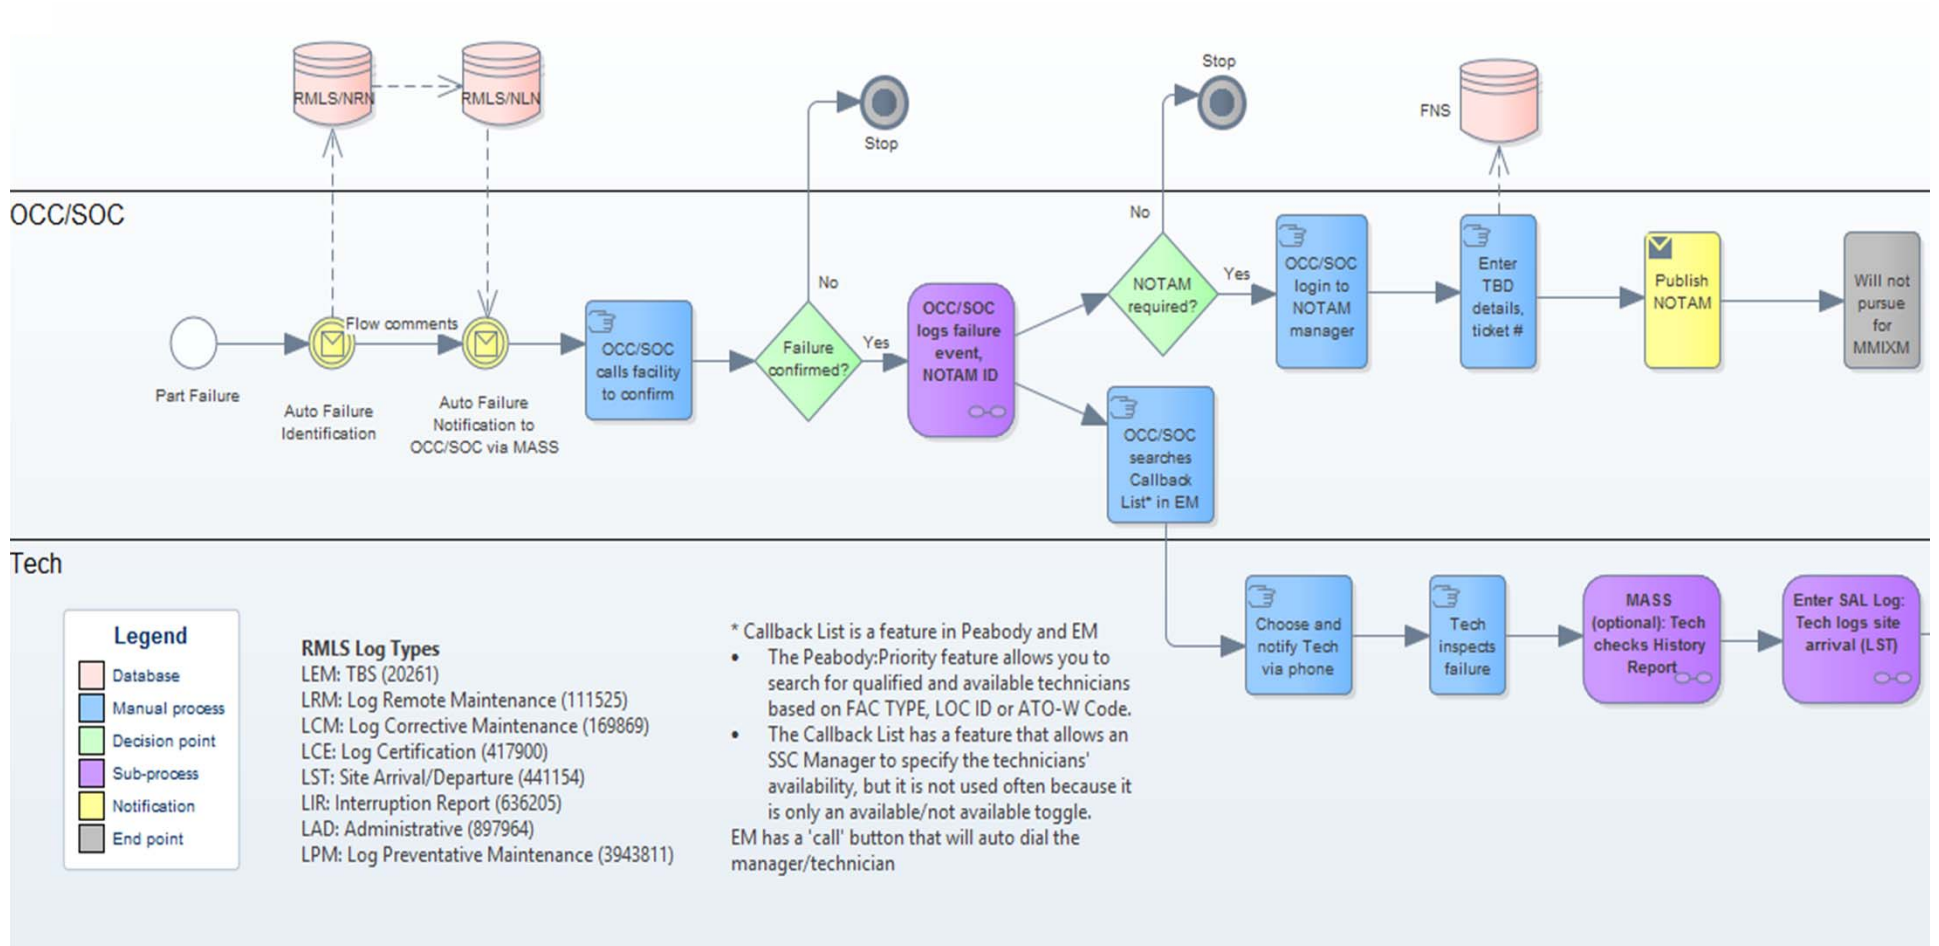 RMLS/NRN
RMLS/NLN
Stop
Stop
FNS
OCC/SOC
Part Failure
Auto Failure
Identification
Flow comments
Auto Failure
Notification to
OCC/SOC via MASS
OCC/SOC
calls facility
to confirm
Failure
confirmed?
No
Yes
OCC/SOC
logs failure
event,
NOTAM ID
NOTAM
required?
No
Yes
OCC/SOC
login to
NOTAM
manager
Enter
TBD
details,
ticket #
Publish
NOTAM
Will not
pursue
for
MMIXM
OCC/SOC
searches
Callback
List* in EM
Tech
Choose and
notify Tech
via phone
Tech
inspects
failure
MASS
(optional): Tech
checks History
Report
Enter SAL Log:
Tech logs site
arrival (LST)
Legend
Database
Manual process
Decision point
Sub-process
Notification
End point
RMLS Log Types
LEM: TBS (20261)
LRM: Log Remote Maintenance (111525)
LCM: Log Corrective Maintenance (169869)
LCE: Log Certification (417900)
LST: Site Arrival/Departure (441154)
LIR: Interruption Report (636205)
LAD: Administrative (897964)
LPM: Log Preventative Maintenance (3943811)
* Callback List is a feature in Peabody and EM
• The Peabody:Priority feature allows you to
search for qualified and available technicians
based on FAC TYPE, LOC ID or ATO-W Code.
• The Callback List has a feature that allows an
SSC Manager to specify the technicians'
availability, but it is not used often because it
is only an available/not available toggle.
EM has a 'call' button that will auto dial the
manager/technician